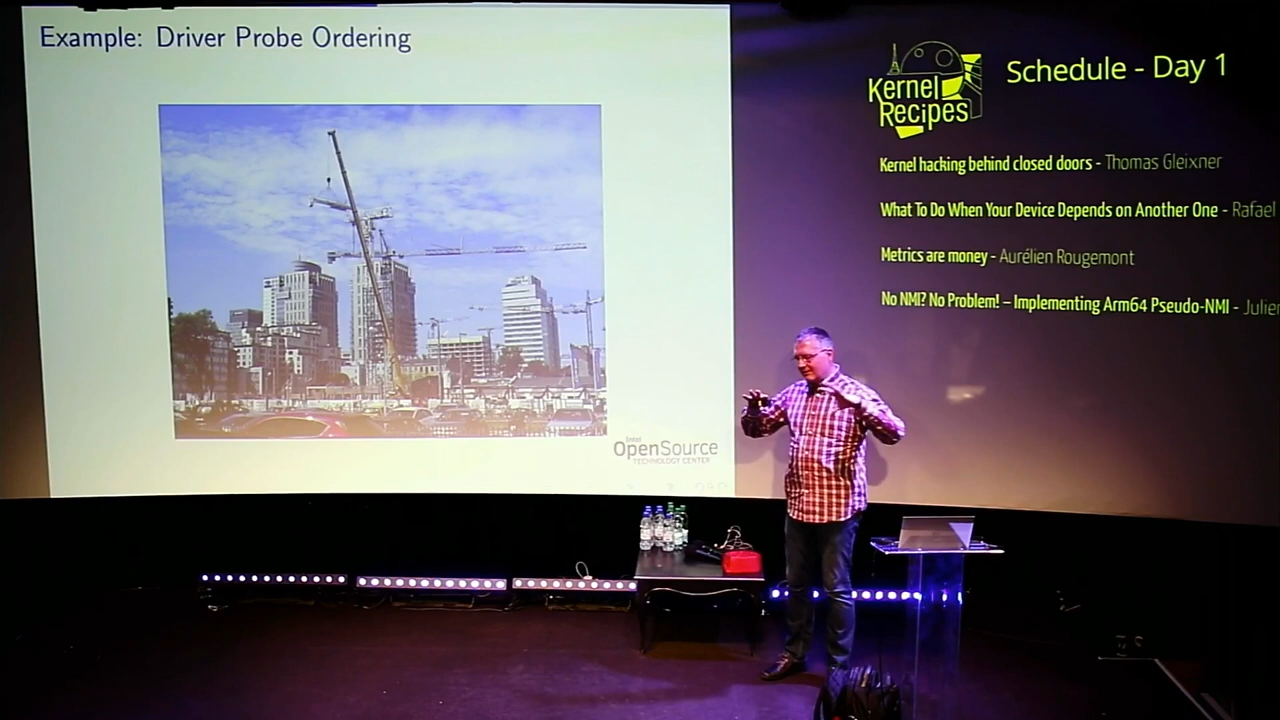 Example: Driver Probe Ordering
intel
OpenSource
TECHNOLOGY CENTER
Kernel
Recipes
Schedule - Day 1
Kernel hacking behind closed doors - Thomas Gleixner
What To Do When Your Device Depends on Another One - Rafael
Metrics are money - Aurélien Rougemont
No NMI? No Problem! – Implementing Arm64 Pseudo-NMI - Julien